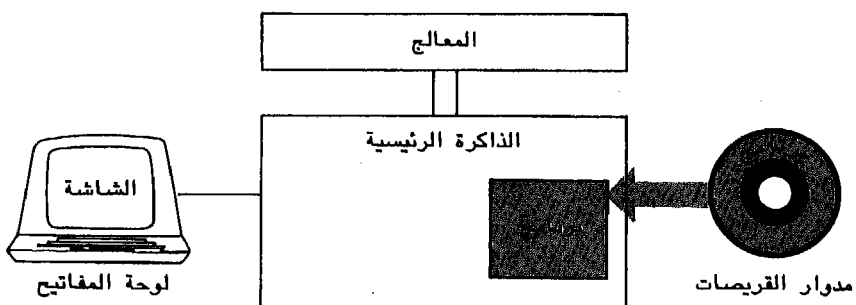 المعالج
الذاكرة الرئيسية
الشاشة
لوحة المفاتيح
مدوار القريصات